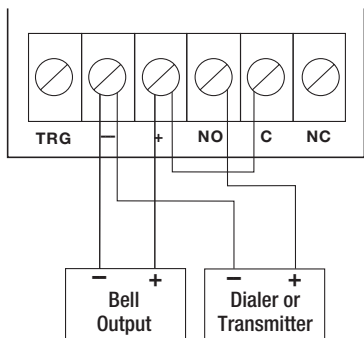 TRG — + NO C NC
— + — +
Bell
Output
Dialer or
Transmitter